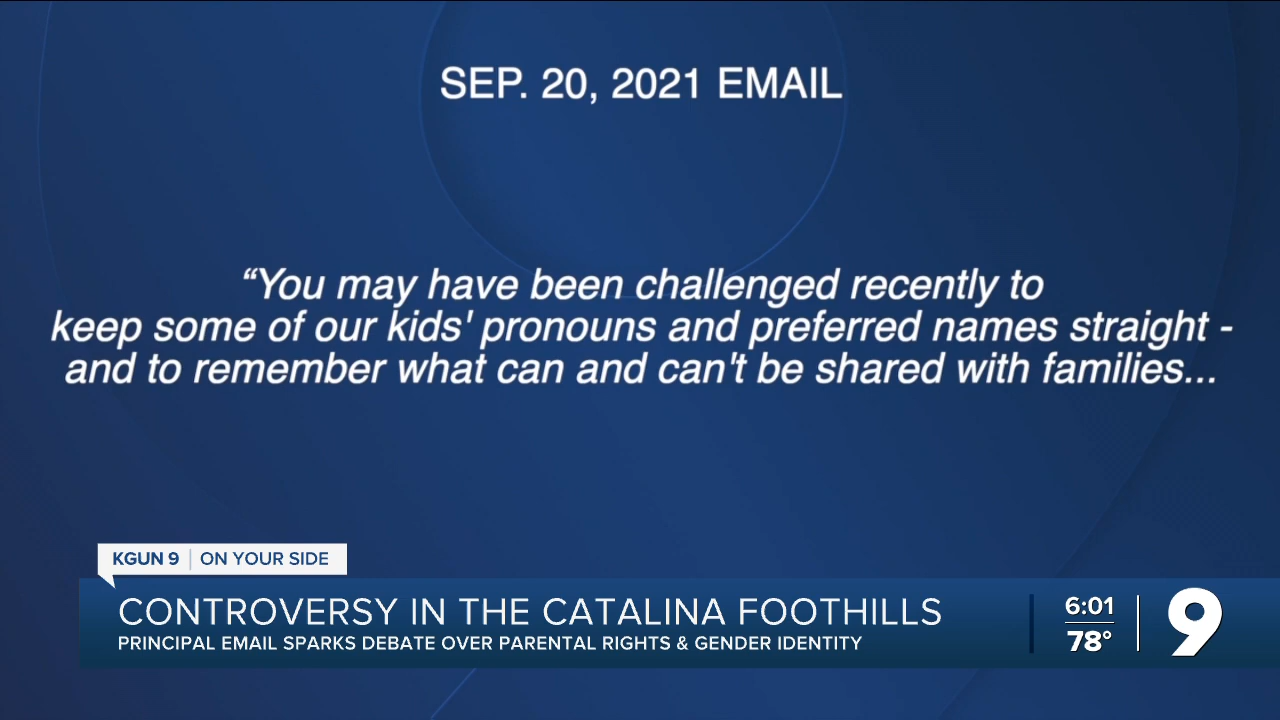 SEP. 20, 2021 EMAIL
“You may have been challenged recently to
keep some of our kids' pronouns and preferred names straight -
and to remember what can and can't be shared with families...
KGUN 9 | ON YOUR SIDE
CONTROVERSY IN THE CATALINA FOOTHILLS
PRINCIPAL EMAIL SPARKS DEBATE OVER PARENTAL RIGHTS & GENDER IDENTITY
6:01
78°
9